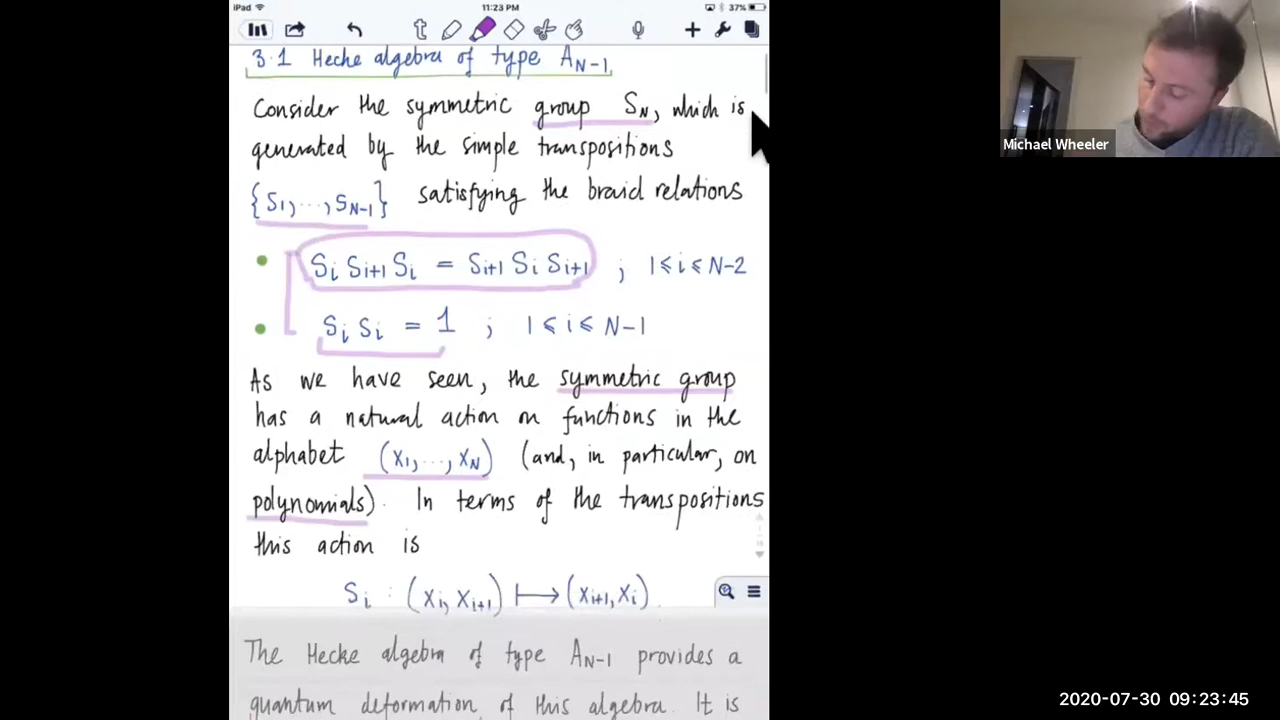 iPad
11:23 PM
37%
3.1 Hecke algebra of type A_{N-1}
Consider the symmetric group S_N, which is
generated by the simple transpositions
{S_1, ..., S_{N-1}} satisfying the braid relations
• S_i S_{i+1} S_i = S_{i+1} S_i S_{i+1} ; 1 ≤ i ≤ N-2
• S_i S_i = 1 ; 1 ≤ i ≤ N-1
As we have seen, the symmetric group
has a natural action on functions in the
alphabet (x_1, ..., x_N) (and, in particular, on
polynomials). In terms of the transpositions
this action is
S_i : (x_i, x_{i+1}) ⟼ (x_{i+1}, x_i)
The Hecke algebra of type A_{N-1} provides a
quantum deformation of this algebra. It is
Michael Wheeler
2020-07-30 09:23:45